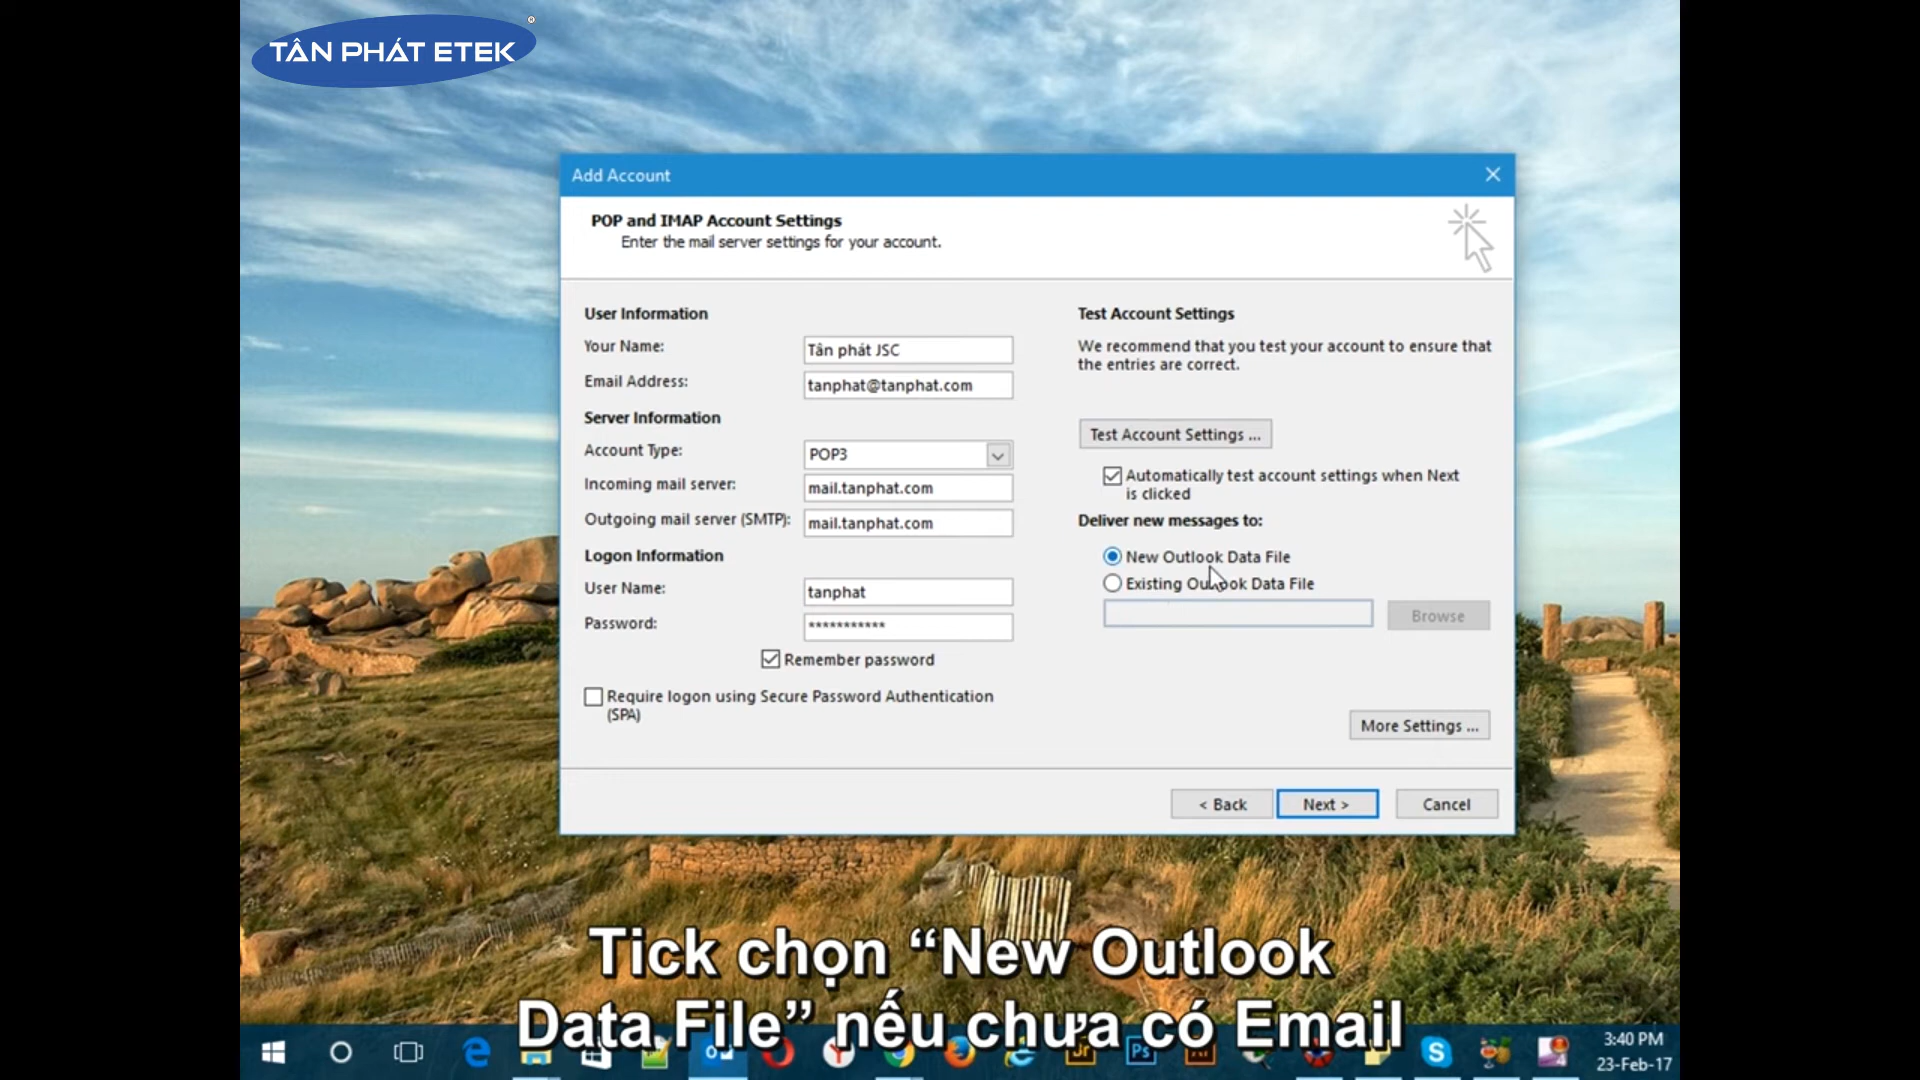 TÂN PHÁT ETEK
®
Add Account
POP and IMAP Account Settings
Enter the mail server settings for your account.
User Information
Your Name:
Tân phát JSC
Email Address:
tanphat@tanphat.com
Server Information
Account Type:
POP3
Incoming mail server:
mail.tanphat.com
Outgoing mail server (SMTP):
mail.tanphat.com
Logon Information
User Name:
tanphat
Password:
***********
Remember password
Require logon using Secure Password Authentication
(SPA)
Test Account Settings
We recommend that you test your account to ensure that
the entries are correct.
Test Account Settings ...
Automatically test account settings when Next
is clicked
Deliver new messages to:
New Outlook Data File
Existing Outlook Data File
Browse
More Settings ...
< Back
Next >
Cancel
Tick chọn “New Outlook
Data File” nếu chưa có Email
Ps
3:40 PM
23-Feb-17